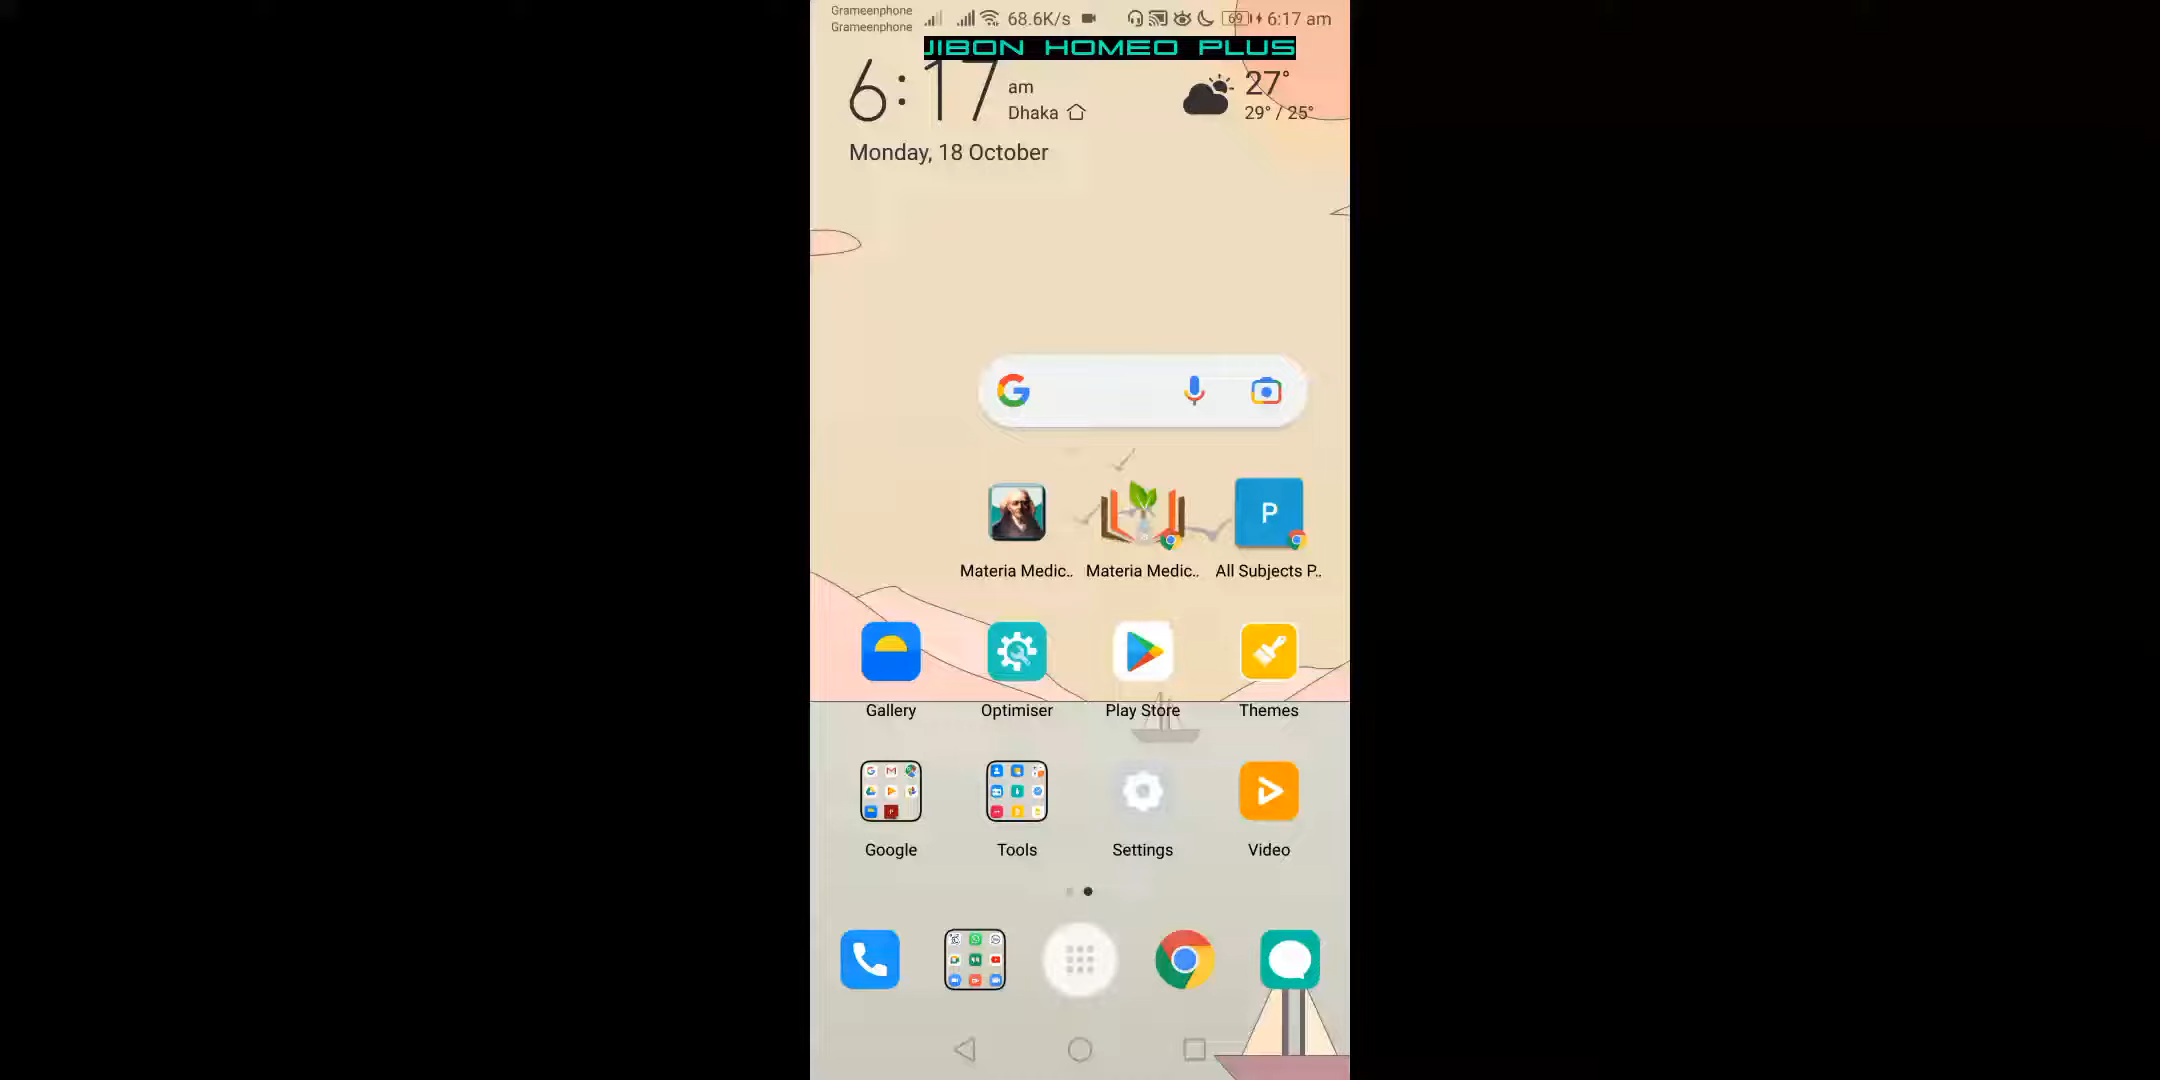 Grameenphone
Grameenphone
68.6K/s
69
6:17 am
JIBON HOMEO PLUS
6:17 am
Dhaka
27°
29° / 25°
Monday, 18 October
Materia Medic..
Materia Medic..
P
All Subjects P..
Gallery
Optimiser
Play Store
Themes
Google
Tools
Settings
Video